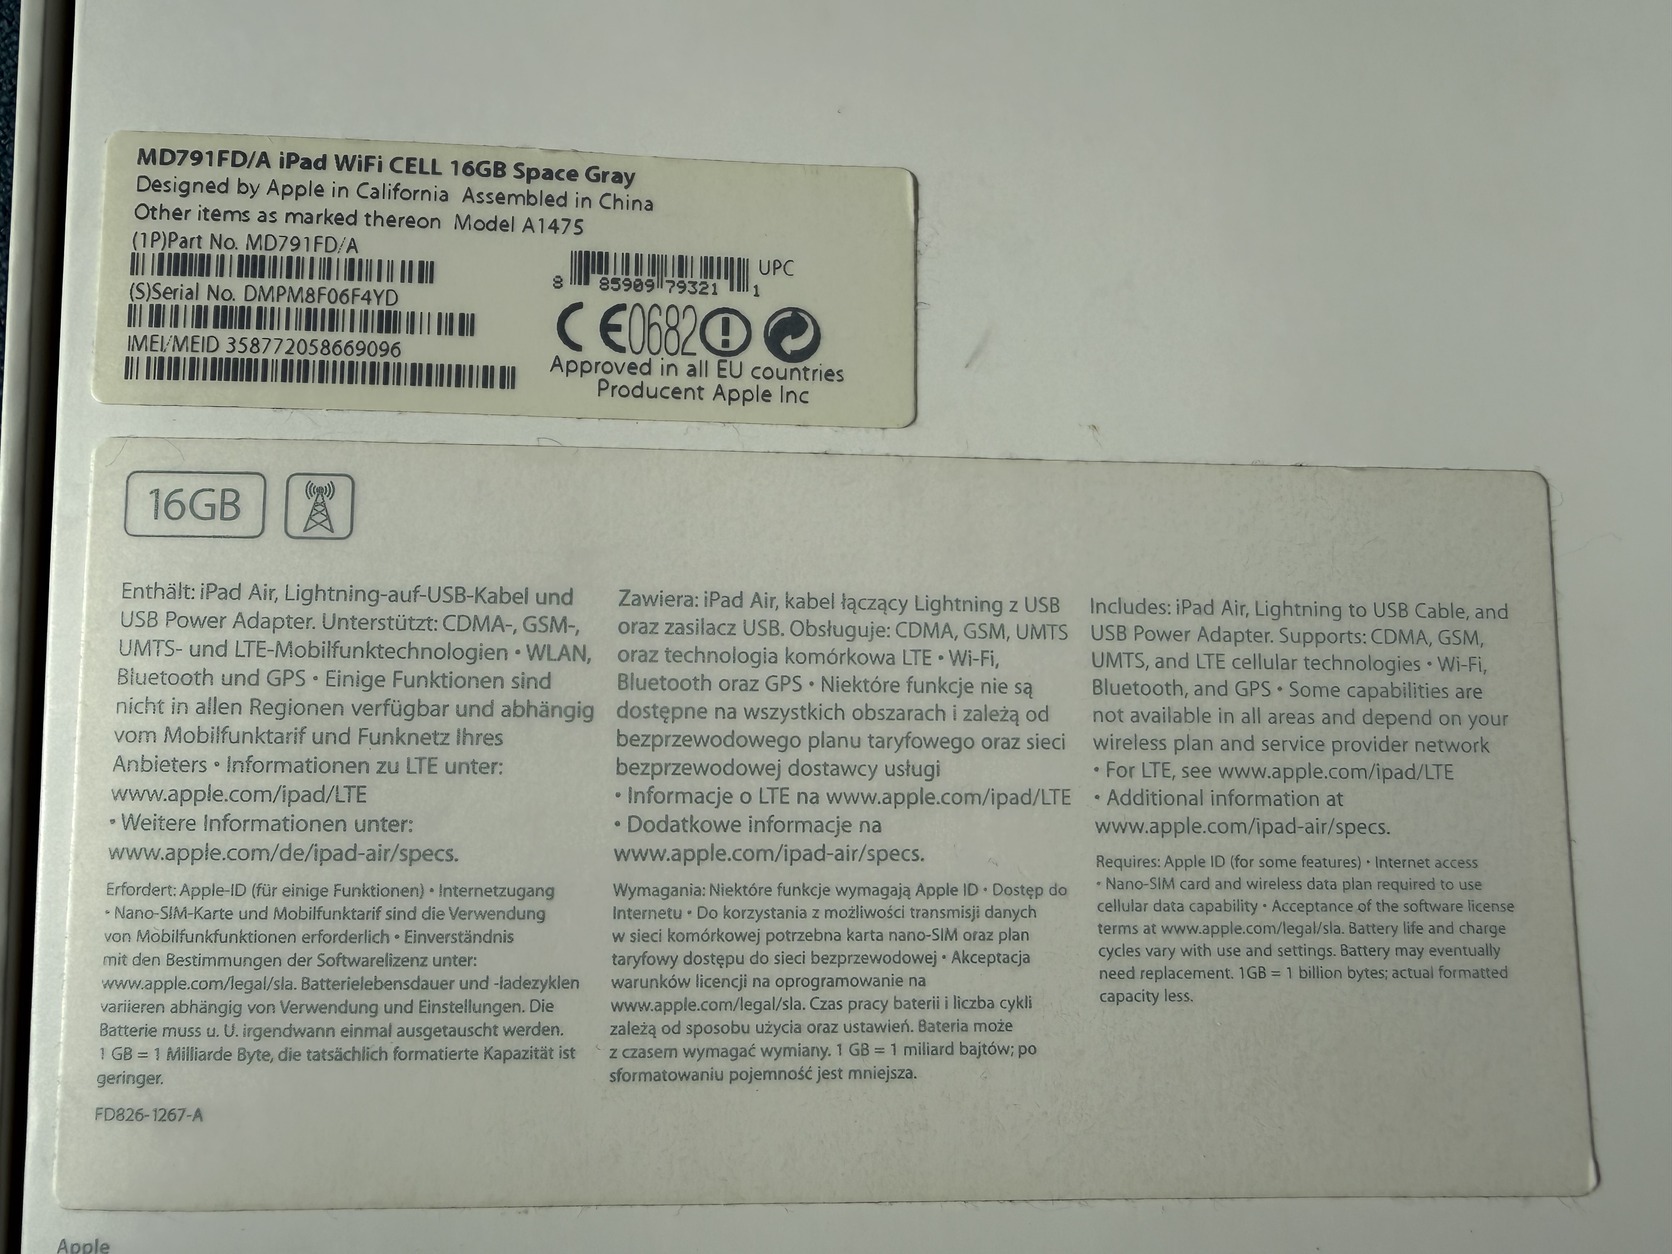 MD791FD/A iPad WiFi CELL 16GB Space Gray
Designed by Apple in California Assembled in China
Other items as marked thereon Model A1475
(1P)Part No. MD791FD/A
(S)Serial No. DMPM8F06F4YD
IMEI/MEID 358772058669096
UPC
8 85909 79321 1
CE0682
Approved in all EU countries
Producent Apple Inc
16GB
Enthält: iPad Air, Lightning-auf-USB-Kabel und
USB Power Adapter. Unterstützt: CDMA-, GSM-,
UMTS- und LTE-Mobilfunktechnologien • WLAN,
Bluetooth und GPS • Einige Funktionen sind
nicht in allen Regionen verfügbar und abhängig
vom Mobilfunktarif und Funknetz Ihres
Anbieters • Informationen zu LTE unter:
www.apple.com/ipad/LTE
• Weitere Informationen unter:
www.apple.com/de/ipad-air/specs.
Erfordert: Apple-ID (für einige Funktionen) • Internetzugang
• Nano-SIM-Karte und Mobilfunktarif sind die Verwendung
von Mobilfunkfunktionen erforderlich • Einverständnis
mit den Bestimmungen der Softwarelizenz unter:
www.apple.com/legal/sla. Batterielebensdauer und -ladezyklen
variieren abhängig von Verwendung und Einstellungen. Die
Batterie muss u. U. irgendwann einmal ausgetauscht werden.
1 GB = 1 Milliarde Byte, die tatsächlich formatierte Kapazität ist
geringer.
FD826-1267-A
Zawiera: iPad Air, kabel łączący Lightning z USB
oraz zasilacz USB. Obsługuje: CDMA, GSM, UMTS
oraz technologia komórkowa LTE • Wi-Fi,
Bluetooth oraz GPS • Niektóre funkcje nie są
dostępne na wszystkich obszarach i zależą od
bezprzewodowego planu taryfowego oraz sieci
bezprzewodowej dostawcy usługi
• Informacje o LTE na www.apple.com/ipad/LTE
• Dodatkowe informacje na
www.apple.com/ipad-air/specs.
Wymagania: Niektóre funkcje wymagają Apple ID • Dostęp do
Internetu • Do korzystania z możliwości transmisji danych
w sieci komórkowej potrzebna karta nano-SIM oraz plan
taryfowy dostępu do sieci bezprzewodowej • Akceptacja
warunków licencji na oprogramowanie na
www.apple.com/legal/sla. Czas pracy baterii i liczba cykli
zależą od sposobu użycia oraz ustawień. Bateria może
z czasem wymagać wymiany. 1 GB = 1 miliard bajtów; po
sformatowaniu pojemność jest mniejsza.
Includes: iPad Air, Lightning to USB Cable, and
USB Power Adapter. Supports: CDMA, GSM,
UMTS, and LTE cellular technologies • Wi-Fi,
Bluetooth, and GPS • Some capabilities are
not available in all areas and depend on your
wireless plan and service provider network
• For LTE, see www.apple.com/ipad/LTE
• Additional information at
www.apple.com/ipad-air/specs.
Requires: Apple ID (for some features) • Internet access
• Nano-SIM card and wireless data plan required to use
cellular data capability • Acceptance of the software license
terms at www.apple.com/legal/sla. Battery life and charge
cycles vary with use and settings. Battery may eventually
need replacement. 1GB = 1 billion bytes; actual formatted
capacity less.
Apple